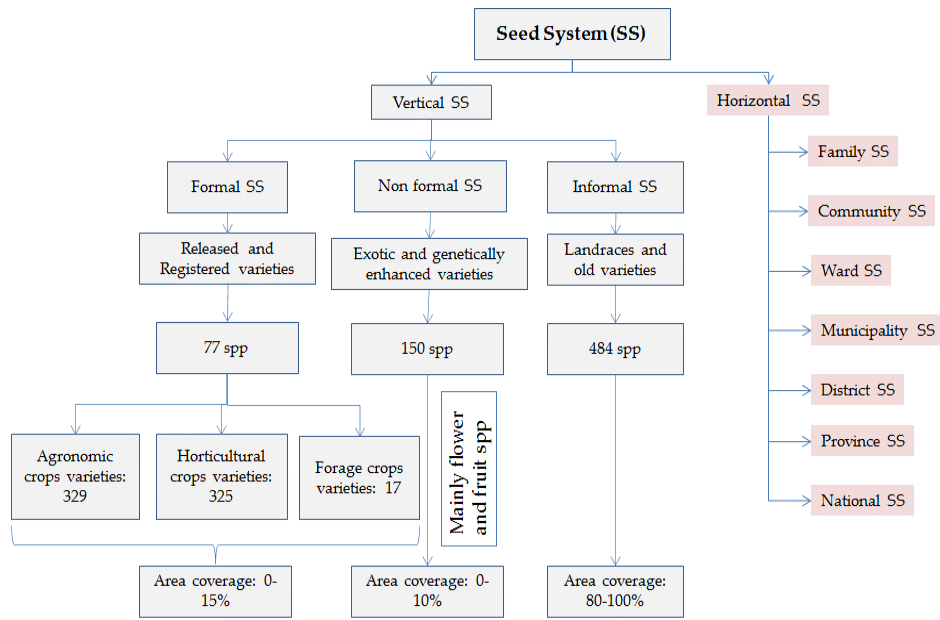 Seed System (SS)
Vertical SS
Horizontal SS
Formal SS
Non formal SS
Informal SS
Released and
Registered varieties
Exotic and genetically
enhanced varieties
Landraces and
old varieties
77 spp
150 spp
484 spp
Agronomic
crops varieties:
329
Horticultural
crops varieties:
325
Forage crops
varieties: 17
Mainly flower
and fruit spp
Area coverage: 0-
15%
Area coverage: 0-
10%
Area coverage:
80-100%
Family SS
Community SS
Ward SS
Municipality SS
District SS
Province SS
National SS